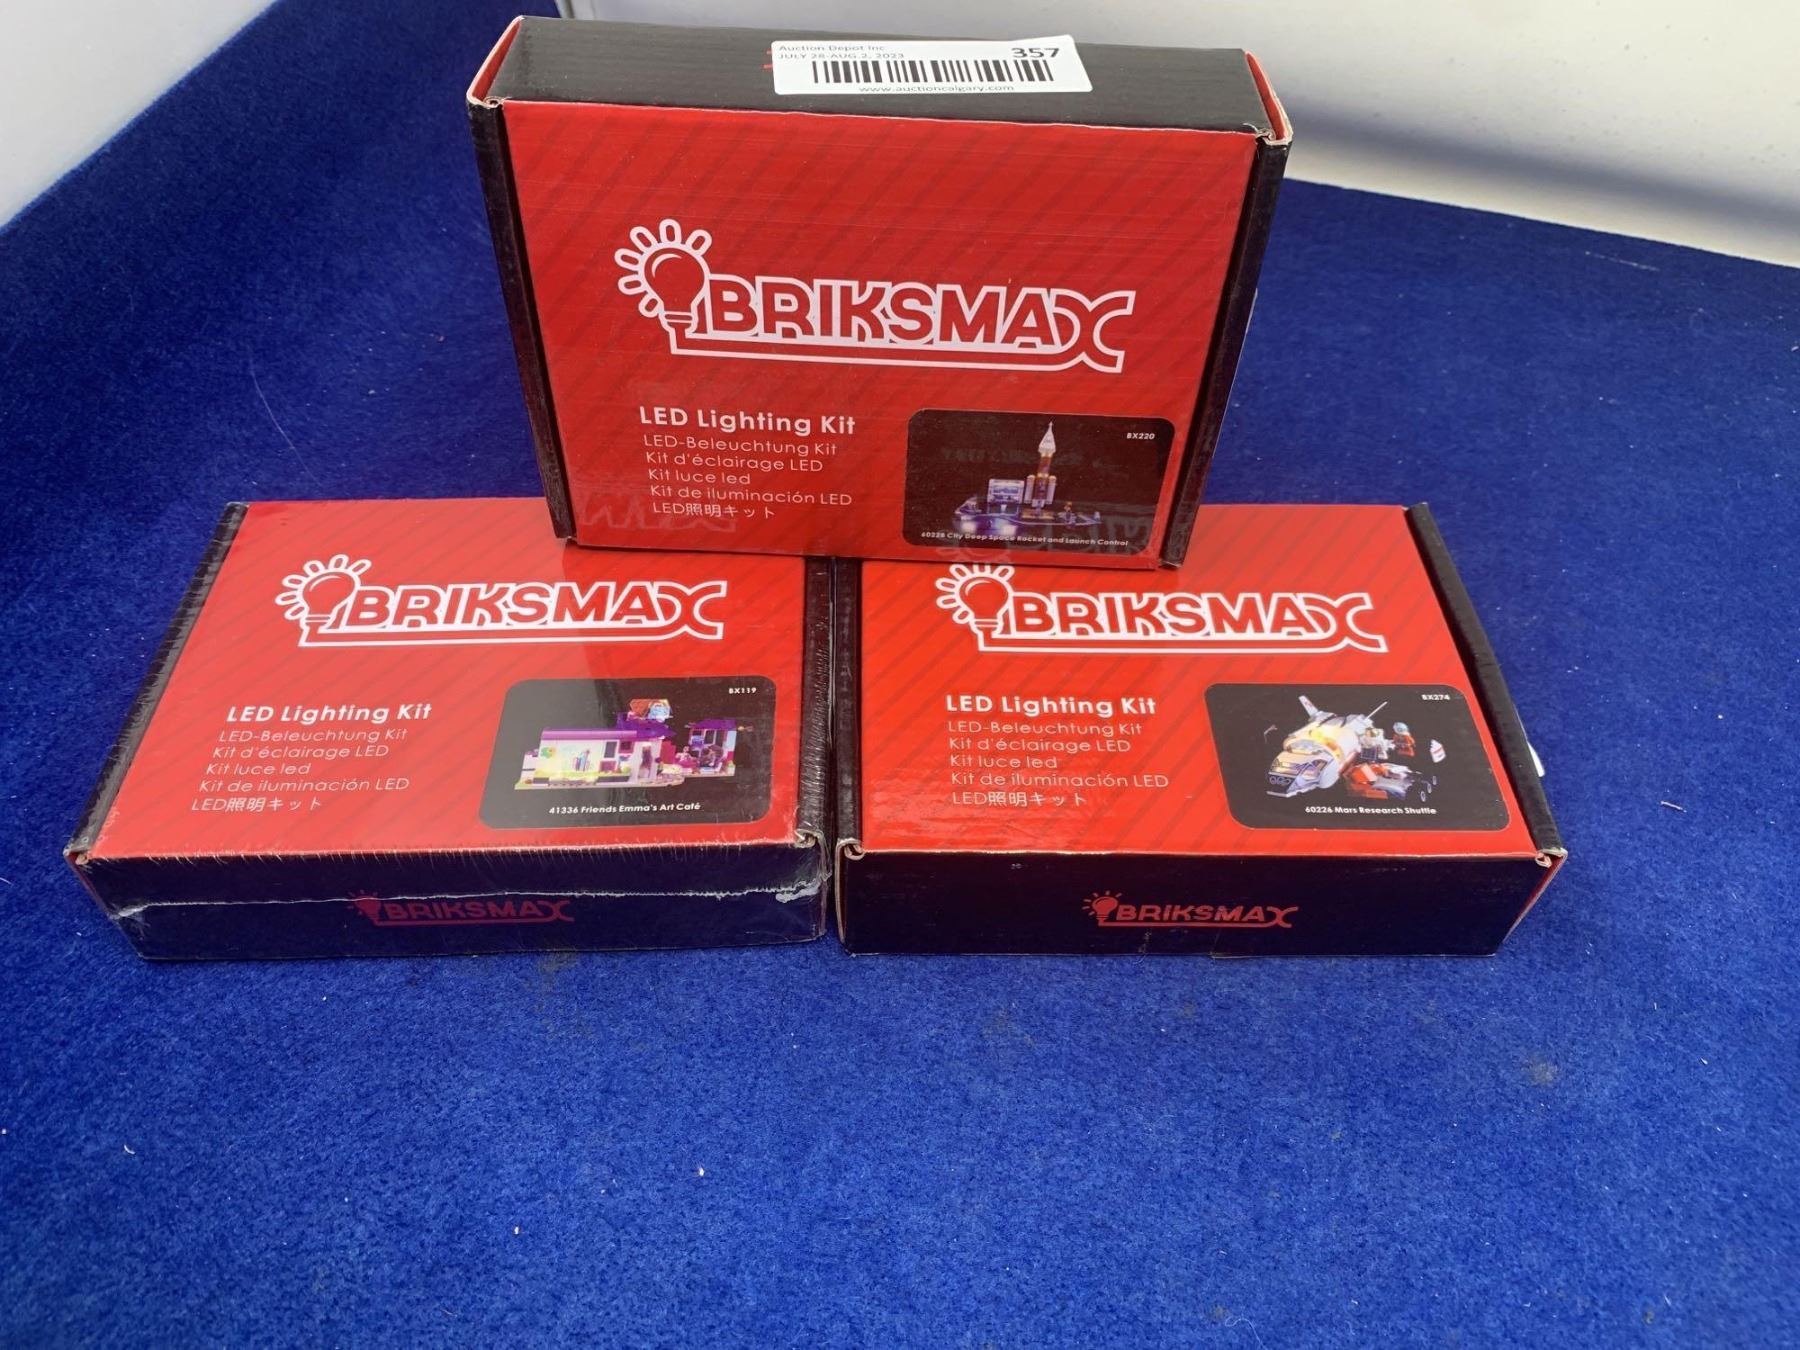 Auction Depot Inc
JULY 28-AUG 2, 2023
357
www.auctioncalgary.com
BRIKSMAX
LED Lighting Kit
LED-Beleuchtung Kit
Kit d'éclairage LED
Kit luce led
Kit de iluminación LED
LED照明キット
BX220
60228 City Deep Space Rocket and Launch Control
BRIKSMAX
LED Lighting Kit
LED-Beleuchtung Kit
Kit d'éclairage LED
Kit luce led
Kit de iluminación LED
LED照明キット
BX119
41336 Friends Emma's Art Café
BRIKSMAX
BRIKSMAX
LED Lighting Kit
LED-Beleuchtung Kit
Kit d'éclairage LED
Kit luce led
Kit de iluminación LED
LED照明キット
BX274
60226 Mars Research Shuttle
BRIKSMAX